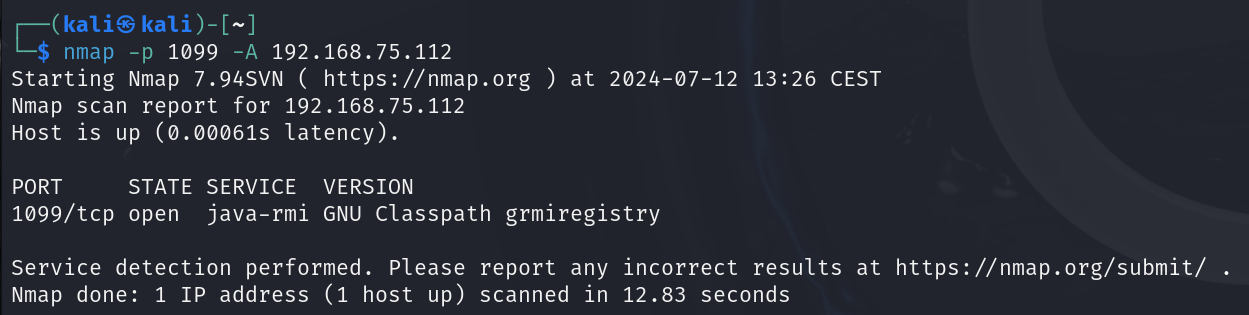 ┌──(kali㉿kali)-[~]
└─$ nmap -p 1099 -A 192.168.75.112
Starting Nmap 7.94SVN ( https://nmap.org ) at 2024-07-12 13:26 CEST
Nmap scan report for 192.168.75.112
Host is up (0.00061s latency).

PORT     STATE SERVICE  VERSION
1099/tcp open  java-rmi GNU Classpath grmiregistry

Service detection performed. Please report any incorrect results at https://nmap.org/submit/ .
Nmap done: 1 IP address (1 host up) scanned in 12.83 seconds